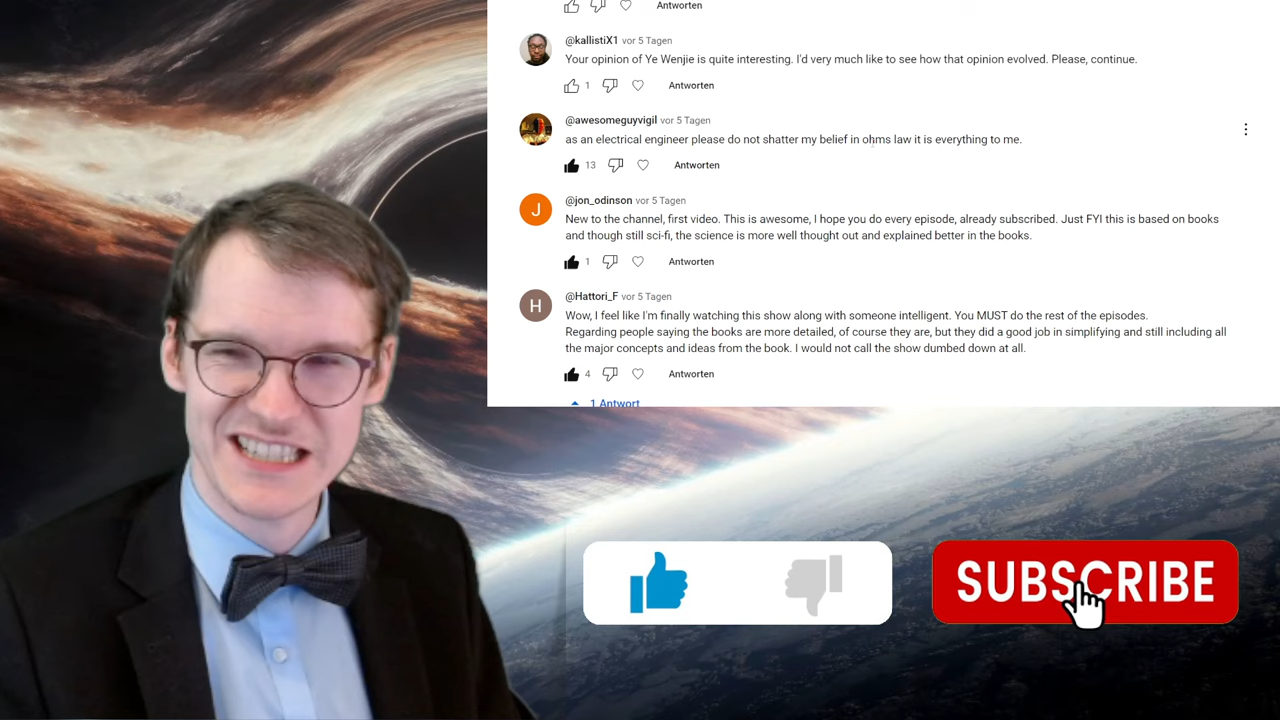 Antworten
@kallistiX1 vor 5 Tagen
Your opinion of Ye Wenjie is quite interesting. I'd very much like to see how that opinion evolved. Please, continue.
1 Antworten
@awesomeguyvigil vor 5 Tagen
as an electrical engineer please do not shatter my belief in ohms law it is everything to me.
13 Antworten
J @jon_odinson vor 5 Tagen
New to the channel, first video. This is awesome, I hope you do every episode, already subscribed. Just FYI this is based on books
and though still sci-fi, the science is more well thought out and explained better in the books.
1 Antworten
H @Hattori_F vor 5 Tagen
Wow, I feel like I'm finally watching this show along with someone intelligent. You MUST do the rest of the episodes.
Regarding people saying the books are more detailed, of course they are, but they did a good job in simplifying and still including all
the major concepts and ideas from the book. I would not call the show dumbed down at all.
4 Antworten
1 Antwort
SUBSCRIBE